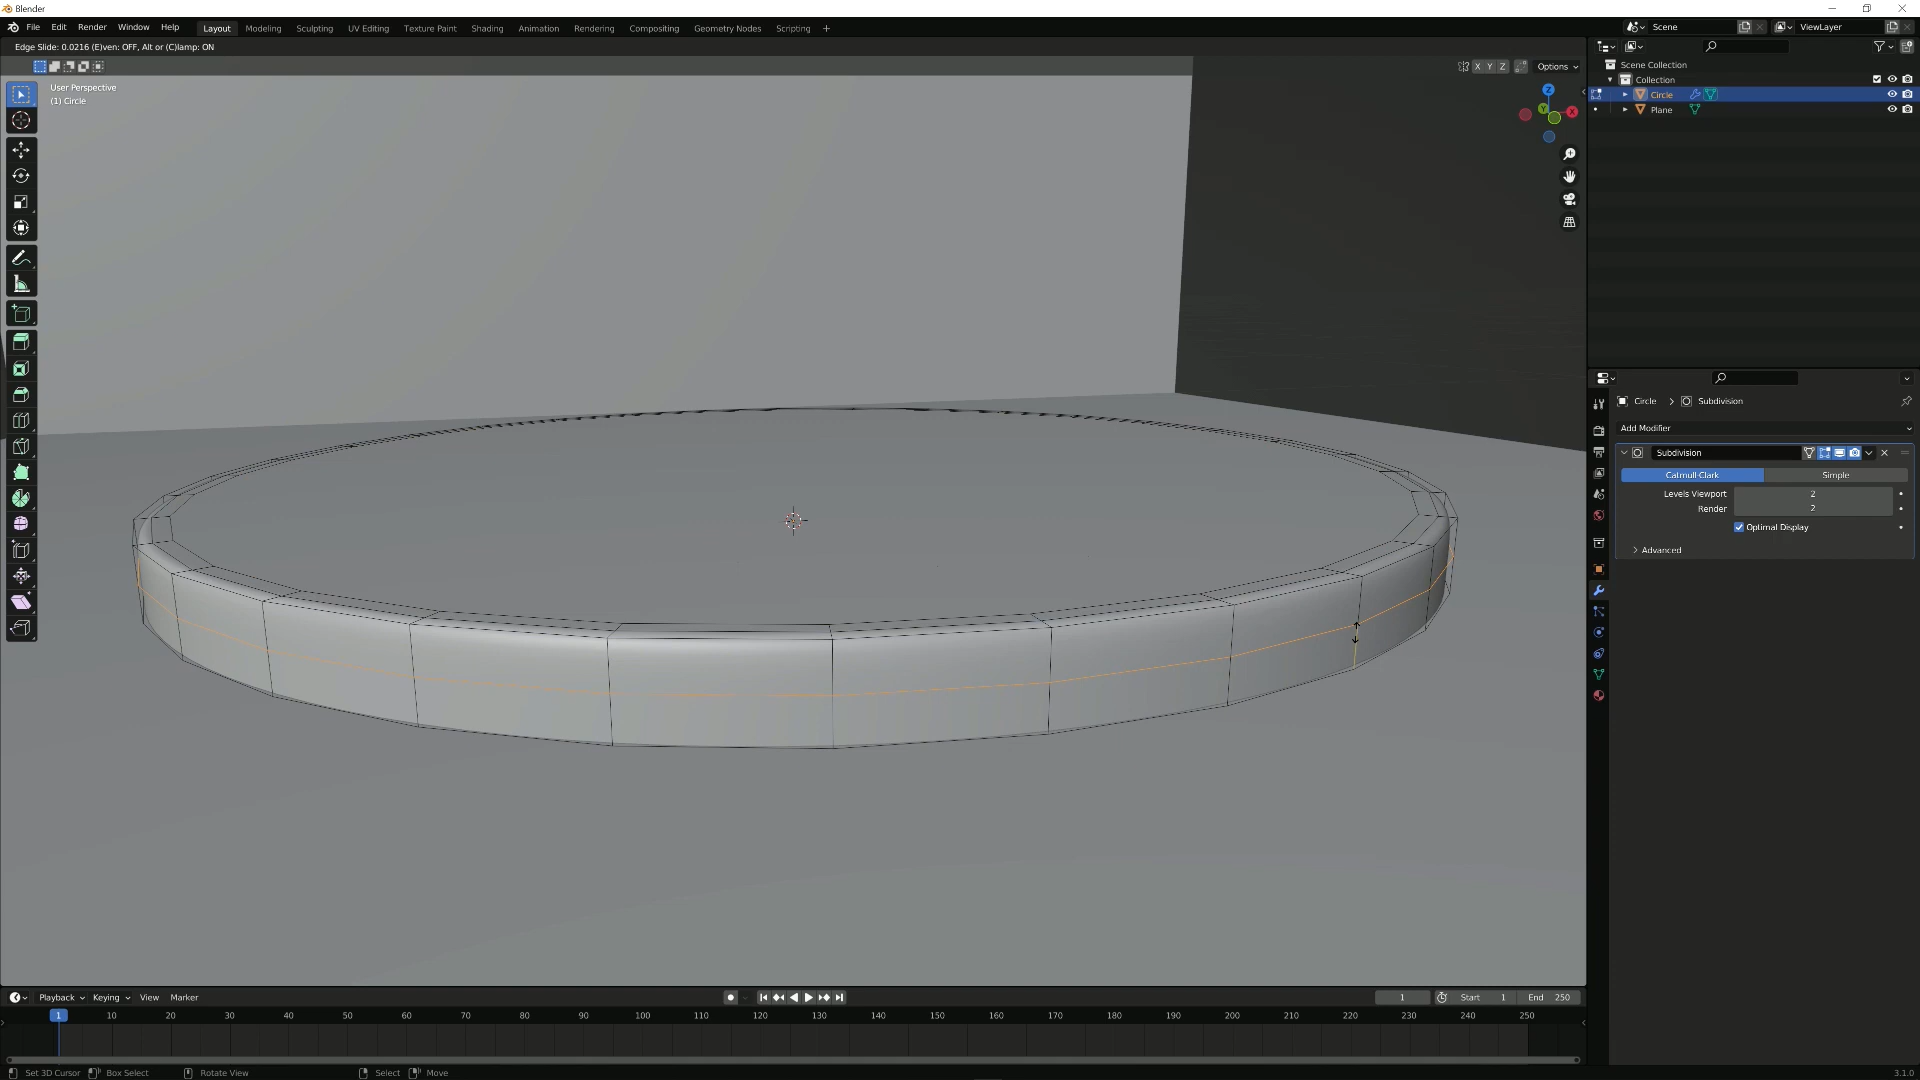 Blender
File Edit Render Window Help Layout Modeling Sculpting UV Editing Texture Paint Shading Animation Rendering Compositing Geometry Nodes Scripting + Scene ViewLayer
Edge Slide: 0.0216 (E)ven: OFF, Alt or (C)lamp: ON
X Y Z Options
User Perspective
(1) Circle
Z
Y
X
Scene Collection
Collection
Circle
Plane
Circle > Subdivision
Add Modifier
Subdivision
Catmull-Clark Simple
Levels Viewport 2
Render 2
Optimal Display
Advanced
Playback Keying View Marker 1 Start 1 End 250
1 10 20 30 40 50 60 70 80 90 100 110 120 130 140 150 160 170 180 190 200 210 220 230 240 250
Set 3D Cursor Box Select Rotate View Select Move 3.1.0